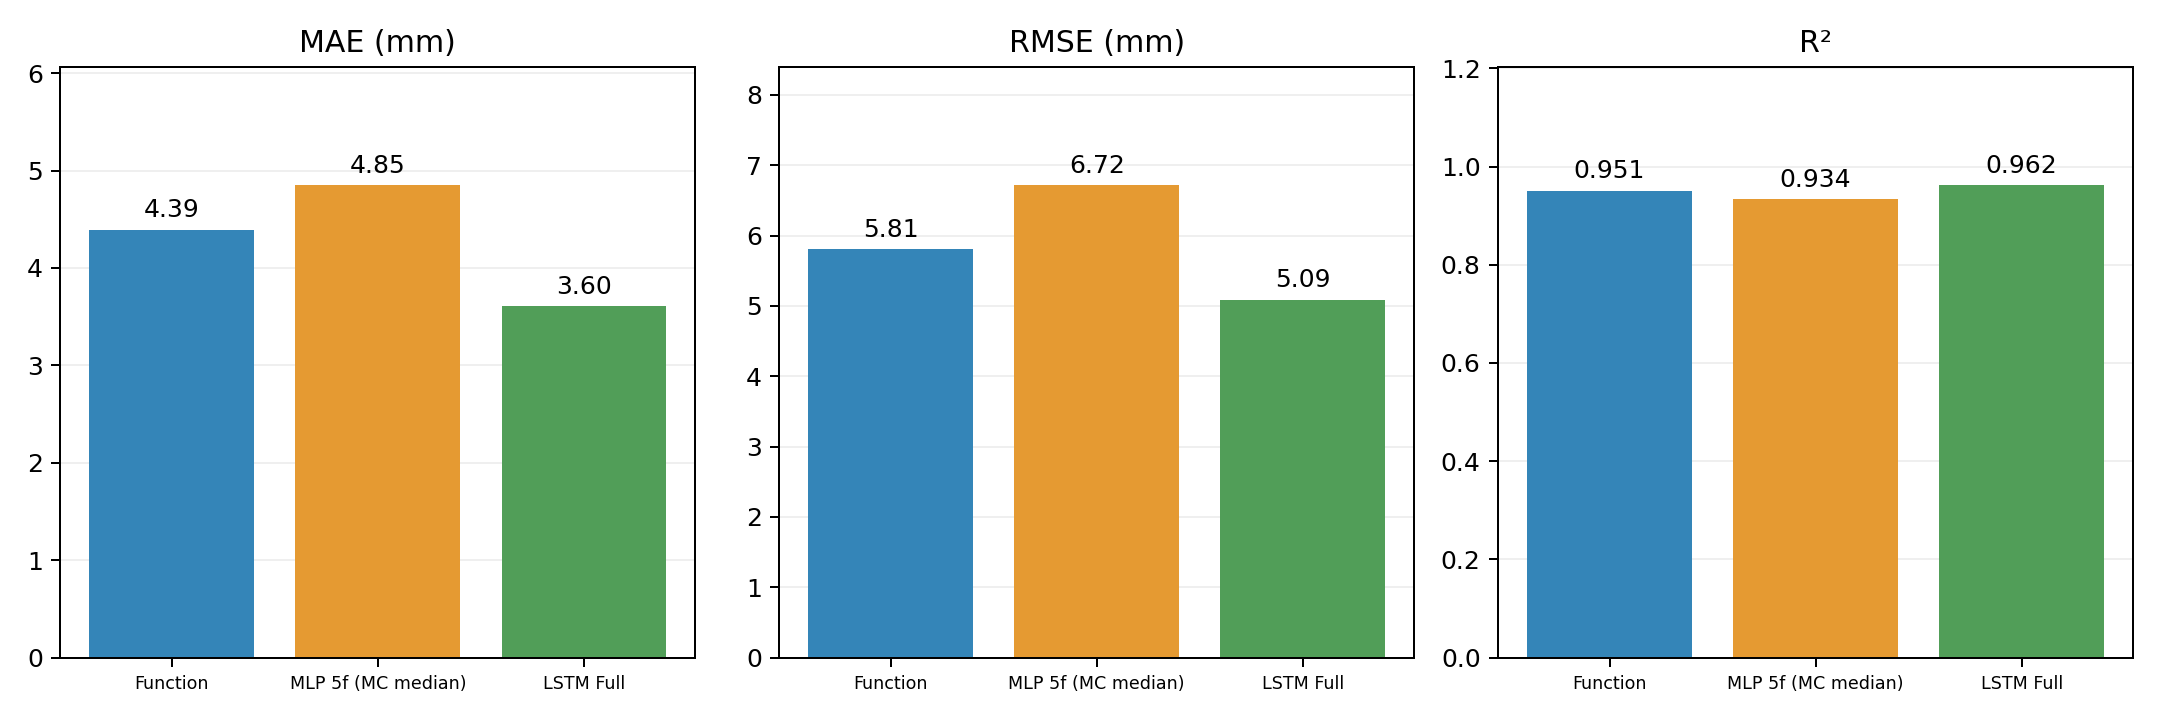 MAE (mm)
6
5
4
3
2
1
0
4.39
4.85
3.60
Function
MLP 5f (MC median)
LSTM Full
RMSE (mm)
8
7
6
5
4
3
2
1
0
5.81
6.72
5.09
Function
MLP 5f (MC median)
LSTM Full
R²
1.2
1.0
0.8
0.6
0.4
0.2
0.0
0.951
0.934
0.962
Function
MLP 5f (MC median)
LSTM Full